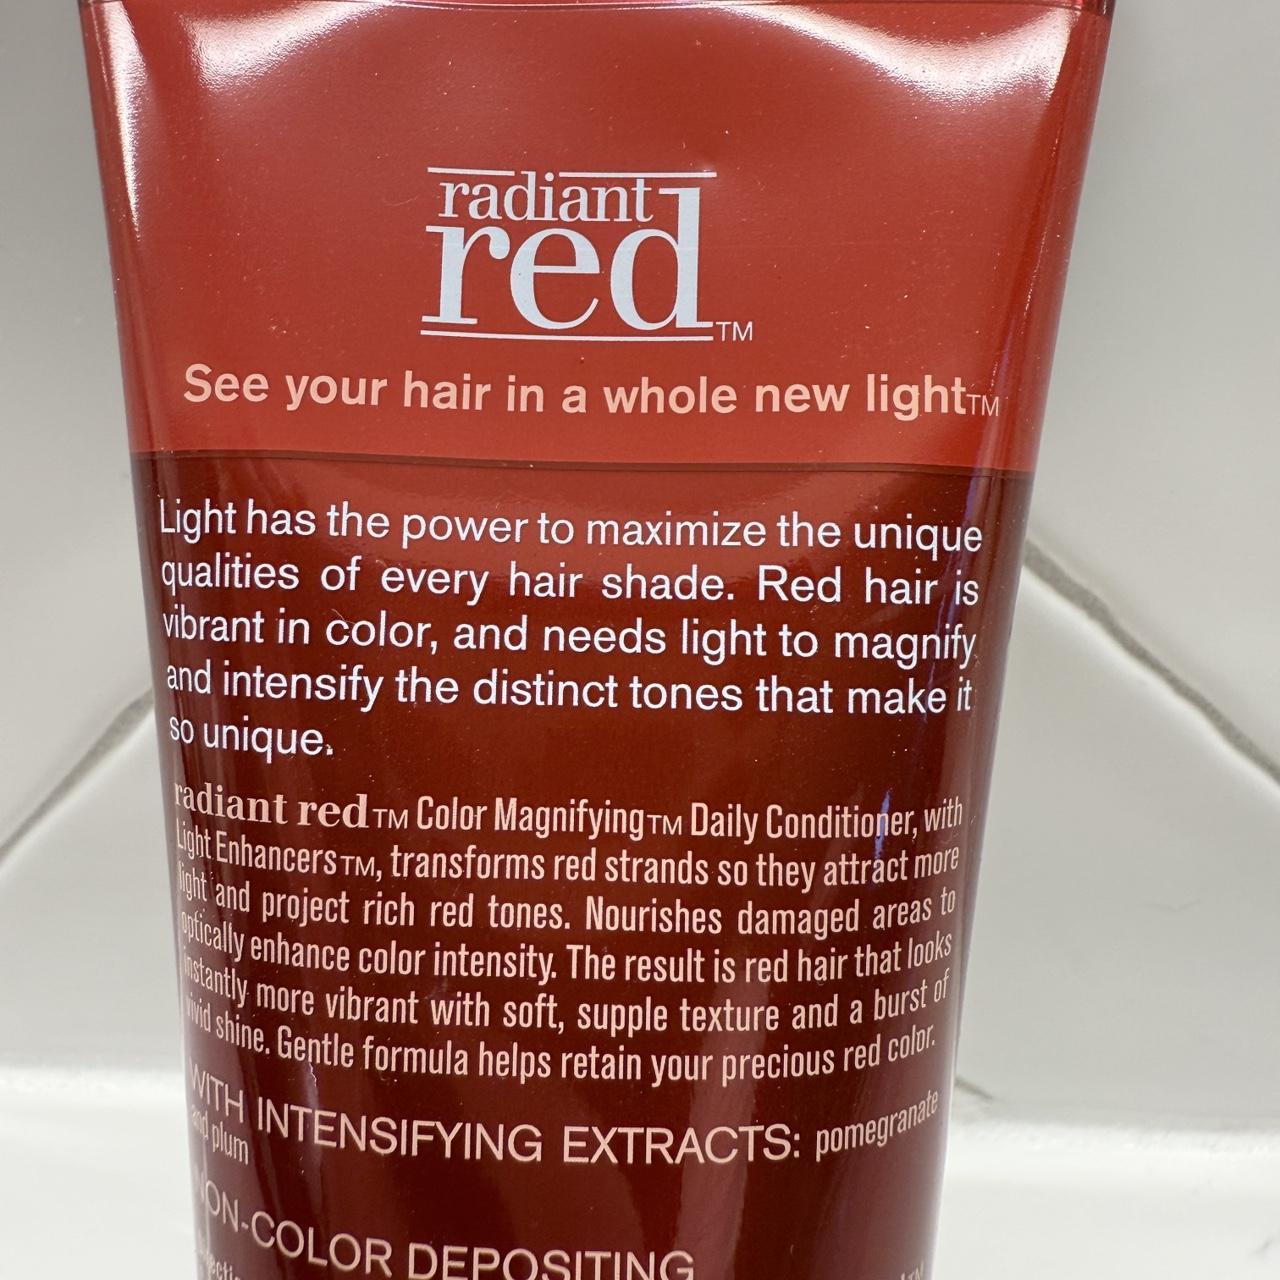 radiant
red™
See your hair in a whole new light™
Light has the power to maximize the unique
qualities of every hair shade. Red hair is
vibrant in color, and needs light to magnify
and intensify the distinct tones that make it
so unique.
radiant red™ Color Magnifying™ Daily Conditioner, with
Light Enhancers™, transforms red strands so they attract more
light and project rich red tones. Nourishes damaged areas to
optically enhance color intensity. The result is red hair that looks
instantly more vibrant with soft, supple texture and a burst of
vivid shine. Gentle formula helps retain your precious red color.
WITH INTENSIFYING EXTRACTS: pomegranate
and plum
NON-COLOR DEPOSITING